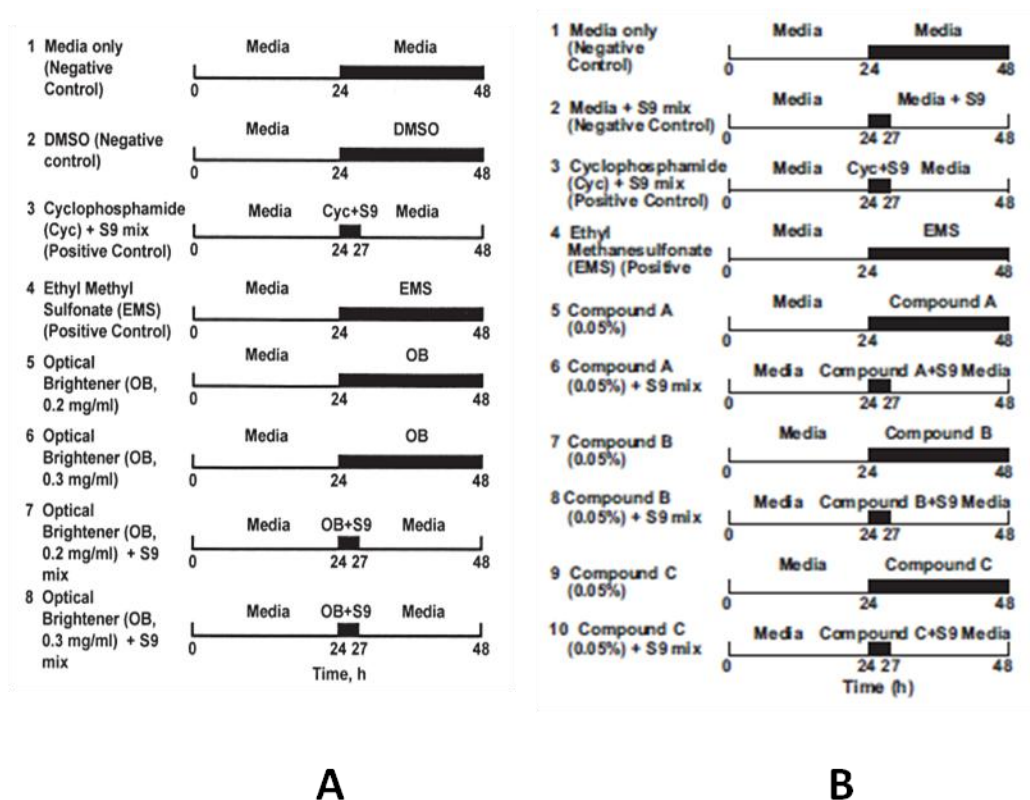 1 Media only
(Negative
Control)
Media
Media
0
24
48
2 DMSO (Negative
control)
Media
DMSO
0
24
48
3 Cyclophosphamide
(Cyc) + S9 mix
(Positive Control)
Media
Cyc+S9
Media
0
24 27
48
4 Ethyl Methyl
Sulfonate (EMS)
(Positive Control)
Media
EMS
0
24
48
5 Optical
Brightener (OB,
0.2 mg/ml)
Media
OB
0
24
48
6 Optical
Brightener (OB,
0.3 mg/ml)
Media
OB
0
24
48
7 Optical
Brightener (OB,
0.2 mg/ml) + S9
mix
Media
OB+S9
Media
0
24 27
48
8 Optical
Brightener (OB,
0.3 mg/ml) + S9
mix
Media
OB+S9
Media
0
24 27
48
Time, h
A
1 Media only
(Negative
Control)
Media
Media
0
24
48
2 Media + S9 mix
(Negative Control)
Media
Media + S9
0
24 27
48
3 Cyclophosphamide
(Cyc) + S9 mix
(Positive Control)
Media
Cyc+S9
Media
0
24 27
48
4 Ethyl
Methanesulfonate
(EMS) (Positive
Media
EMS
0
24
48
5 Compound A
(0.05%)
Media
Compound A
0
24
48
6 Compound A
(0.05%) + S9 mix
Media
Compound A+S9 Media
0
24 27
48
7 Compound B
(0.05%)
Media
Compound B
0
24
48
8 Compound B
(0.05%) + S9 mix
Media
Compound B+S9 Media
0
24 27
48
9 Compound C
(0.05%)
Media
Compound C
0
24
48
10 Compound C
(0.05%) + S9 mix
Media
Compound C+S9 Media
0
24 27
48
Time (h)
B